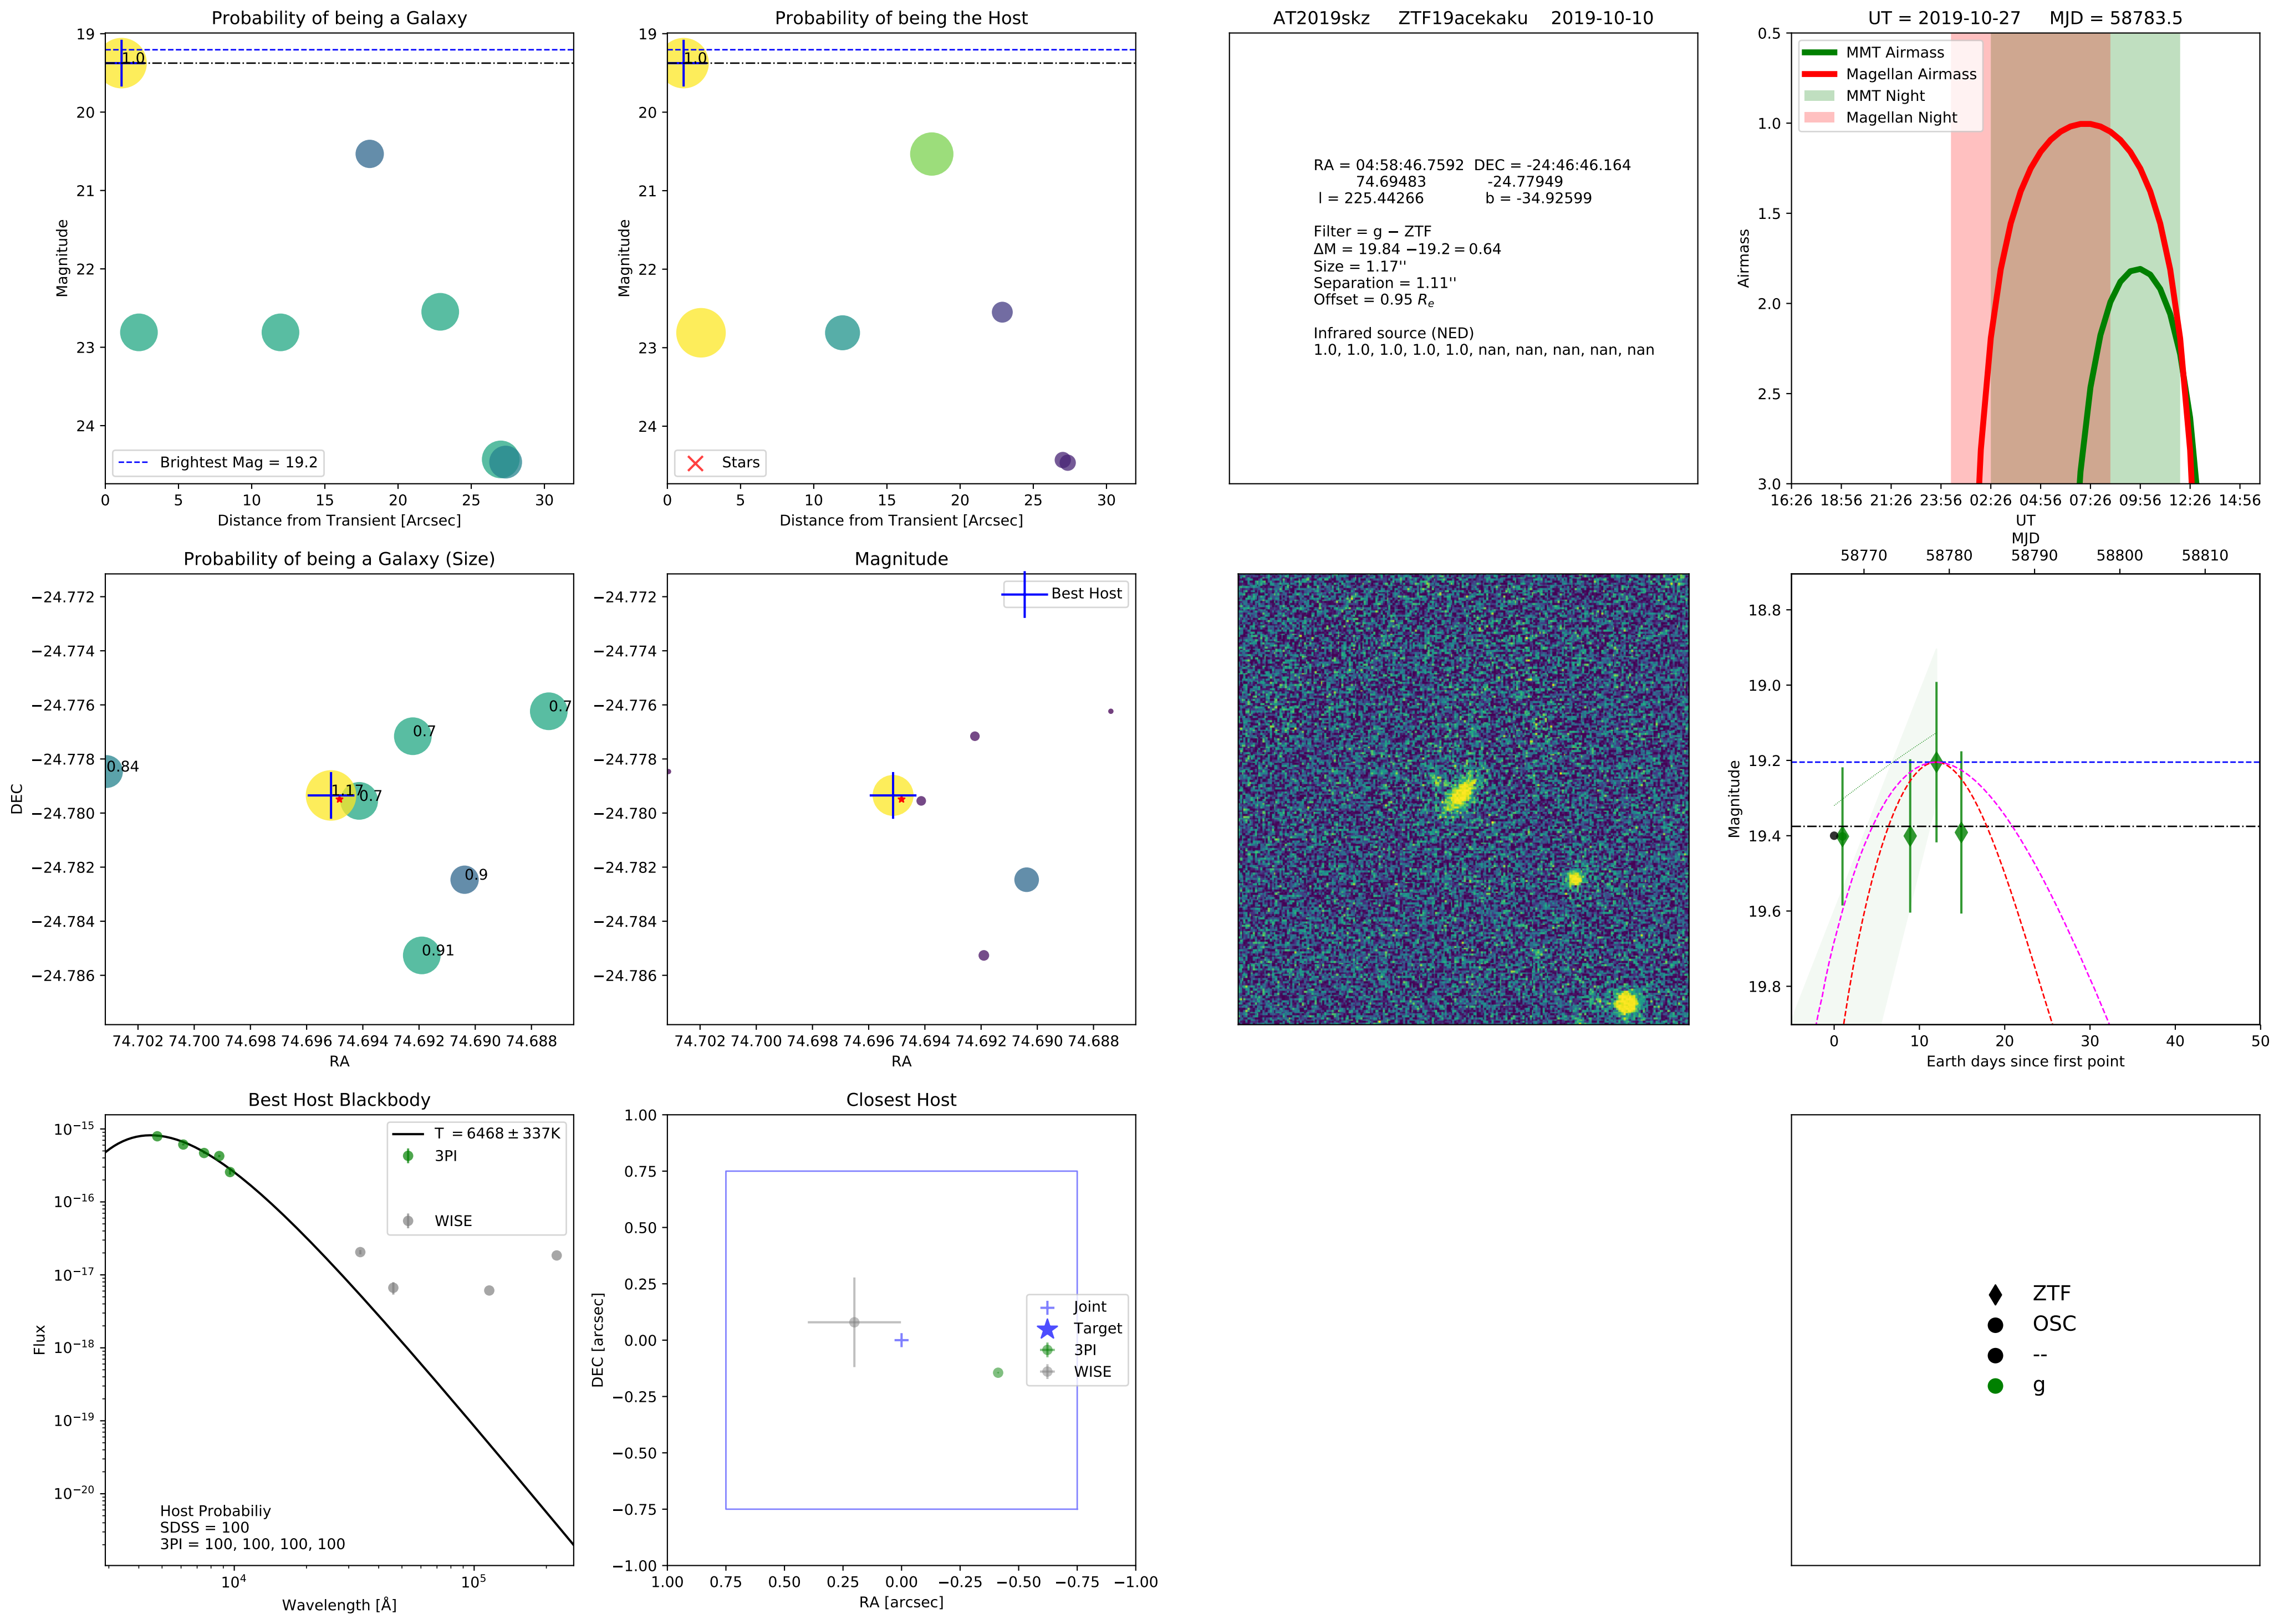 Probability of being a Galaxy
19
20
21
22
23
24
Magnitude
1.0
Brightest Mag = 19.2
0 5 10 15 20 25 30
Distance from Transient [Arcsec]
Probability of being the Host
19
20
21
22
23
24
Magnitude
1.0
Stars
0 5 10 15 20 25 30
Distance from Transient [Arcsec]
AT2019skz ZTF19acekaku 2019-10-10
RA = 04:58:46.7592 DEC = -24:46:46.164
74.69483 -24.77949
l = 225.44266 b = -34.92599
Filter = g − ZTF
ΔM = 19.84 −19.2 = 0.64
Size = 1.17''
Separation = 1.11''
Offset = 0.95 Re
Infrared source (NED)
1.0, 1.0, 1.0, 1.0, 1.0, nan, nan, nan, nan, nan
UT = 2019-10-27 MJD = 58783.5
0.5
1.0
1.5
2.0
2.5
3.0
Airmass
MMT Airmass
Magellan Airmass
MMT Night
Magellan Night
16:26 18:56 21:26 23:56 02:26 04:56 07:26 09:56 12:26 14:56
UT
Probability of being a Galaxy (Size)
−24.772
−24.774
−24.776
−24.778
−24.780
−24.782
−24.784
−24.786
DEC
0.7
0.7
0.84
1.17
0.7
0.9
0.91
74.702 74.700 74.698 74.696 74.694 74.692 74.690 74.688
RA
Magnitude
−24.772
−24.774
−24.776
−24.778
−24.780
−24.782
−24.784
−24.786
Best Host
74.702 74.700 74.698 74.696 74.694 74.692 74.690 74.688
RA
MJD
58770 58780 58790 58800 58810
18.8
19.0
19.2
19.4
19.6
19.8
Magnitude
0 10 20 30 40 50
Earth days since first point
Best Host Blackbody
10−15
10−16
10−17
10−18
10−19
10−20
Flux
T = 6468 ± 337K
3PI
WISE
Host Probabiliy
SDSS = 100
3PI = 100, 100, 100, 100
104 105
Wavelength [Å]
Closest Host
1.00
0.75
0.50
0.25
0.00
−0.25
−0.50
−0.75
−1.00
DEC [arcsec]
Joint
Target
3PI
WISE
1.00 0.75 0.50 0.25 0.00 −0.25 −0.50 −0.75 −1.00
RA [arcsec]
ZTF
OSC
--
g